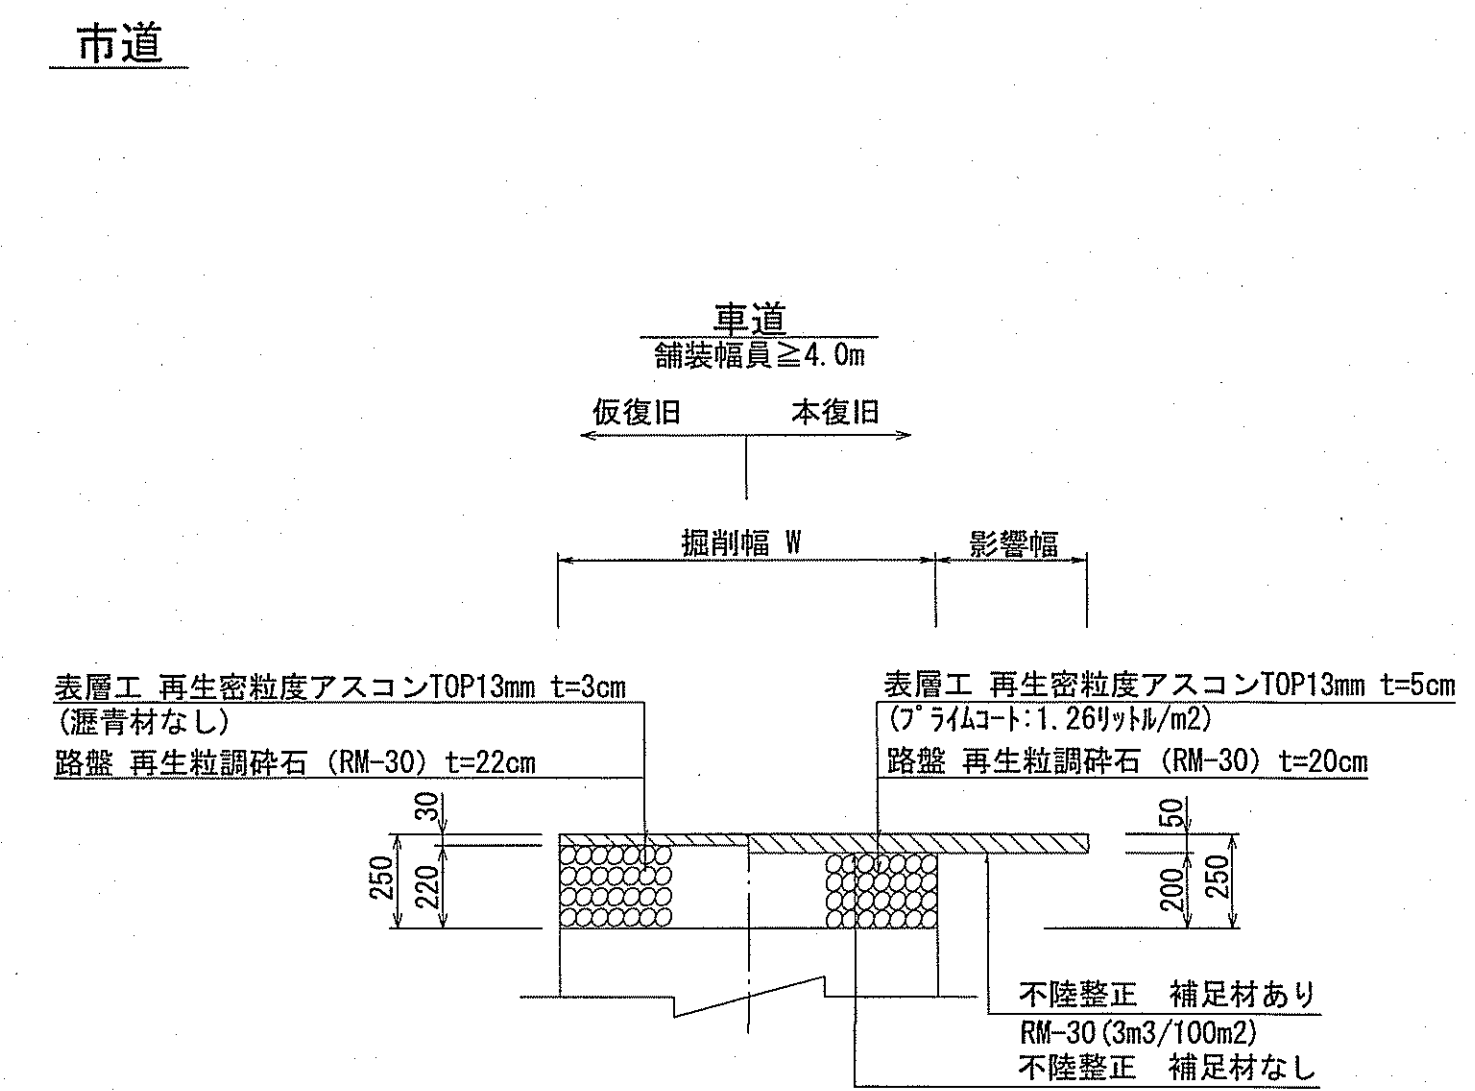 市道
車道
舗装幅員≧4.0m
仮復旧
本復旧
掘削幅 W
影響幅
表層工 再生密粒度アスコンTOP13mm t=3cm
(瀝青材なし)
路盤 再生粒調砕石 (RM-30) t=22cm
表層工 再生密粒度アスコンTOP13mm t=5cm
(プライムコート:1.26リットル/m2)
路盤 再生粒調砕石 (RM-30) t=20cm
30
250
220
50
200
250
不陸整正 補足材あり
RM-30(3m3/100m2)
不陸整正 補足材なし